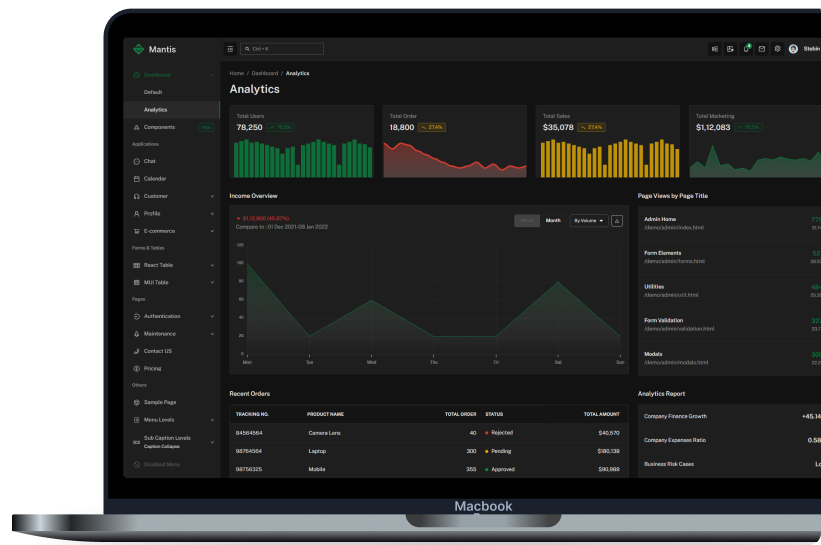 Mantis
Ctrl + K
Dashboard
Default
Analytics
Components
Applications
Chat
Calendar
Customer
Profile
E-commerce
Forms & Tables
React Table
MUI Table
Pages
Authentication
Maintenance
Contact US
Pricing
Others
Sample Page
Menu Levels
Sub Caption Levels
Caption Collapse
Disabled Menu
Home / Dashboard / Analytics
Analytics
Total Users
78,250
70.5%
Total Order
18,800
27.4%
Total Sales
$35,078
27.4%
Total Marketing
$1,12,083
70.5%
Income Overview
$1,12,900 (45.67%)
Compare to : 01 Dec 2021-08 Jan 2022
Week
Month
By Volume
120
100
80
60
40
20
0
Mon Tue Wed Thu Fri Sat Sun
Page Views by Page Title
Admin Home
/demo/admin/index.html
Form Elements
/demo/admin/forms.html
Utilities
/demo/admin/util.html
Form Validation
/demo/admin/validation.html
Modals
/demo/admin/modals.html
Recent Orders
TRACKING NO. PRODUCT NAME TOTAL ORDER STATUS TOTAL AMOUNT
84564564 Camera Lens 40 Rejected $40,570
98764564 Laptop 300 Pending $180,139
98756325 Mobile 355 Approved $90,989
Analytics Report
Company Finance Growth +45.14
Company Expenses Ratio 0.58
Business Risk Cases Lo
Macbook